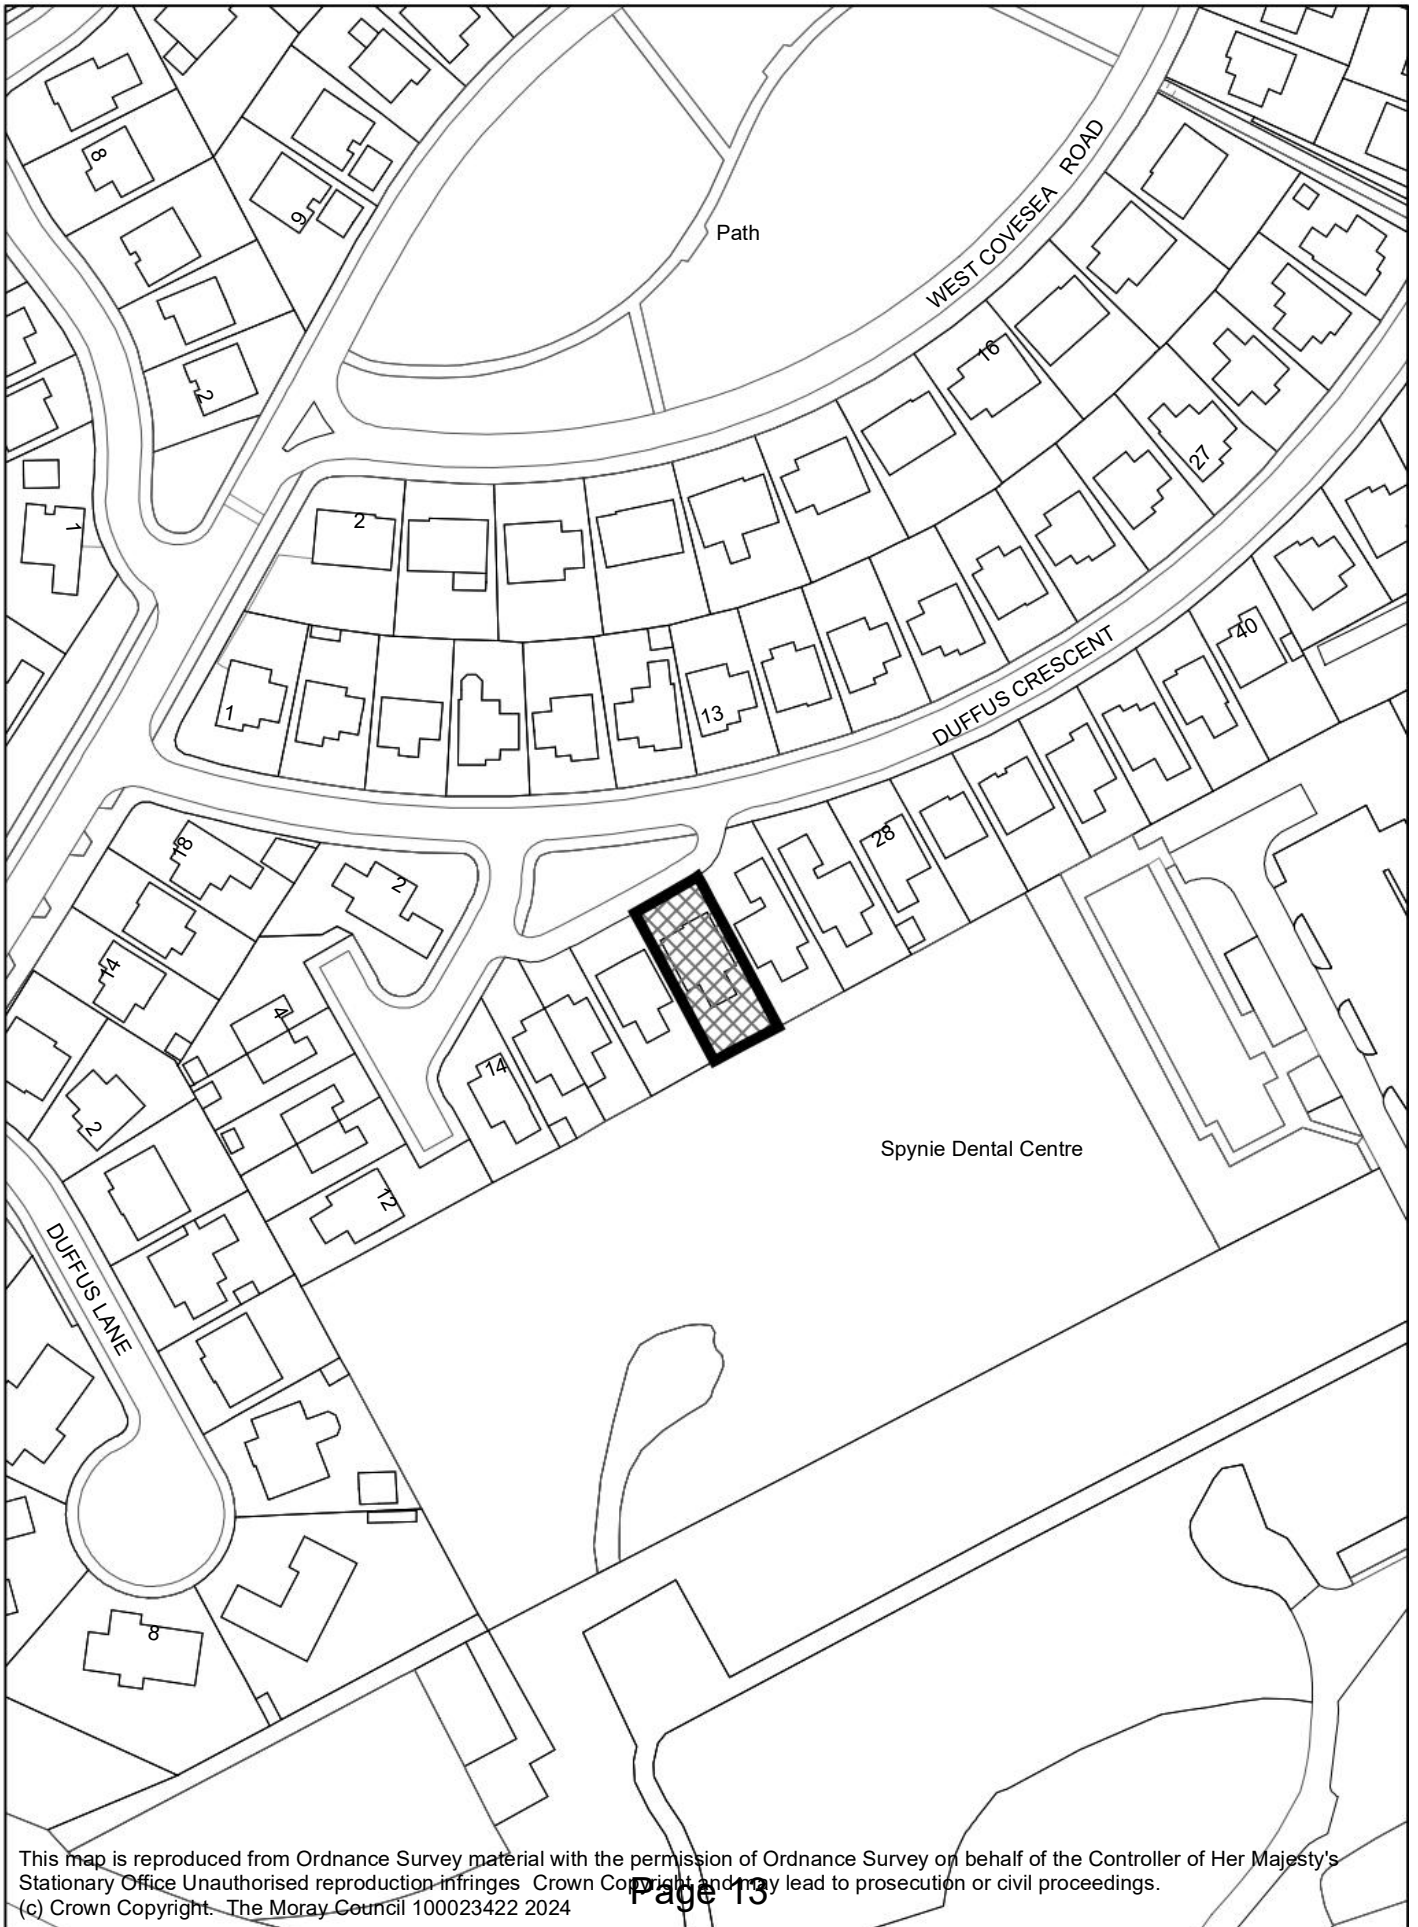 8
9
Path
WEST COVESEA ROAD
2
16
27
1
2
1
13
DUFFUS CRESCENT
40
18
2
28
14
4
14
2
12
Spynie Dental Centre
DUFFUS LANE
8
This map is reproduced from Ordnance Survey material with the permission of Ordnance Survey on behalf of the Controller of Her Majesty's
Stationary Office Unauthorised reproduction infringes Crown Copyright and may lead to prosecution or civil proceedings.
Page 13
(c) Crown Copyright. The Moray Council 100023422 2024